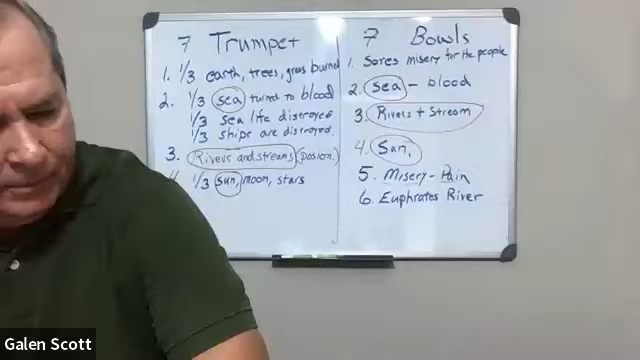 7 Trumpet
1. 1/3 earth, trees, grass burned
2. 1/3 sea turned to blood
1/3 sea life distroyed
1/3 ships are distroyed.
3. Rivers and streams (posion.)
4. 1/3 Sun, moon, stars
7 Bowls
1. Sores misery for the people
2. Sea - blood
3. Rivers + Stream
4. Sun,
5. Misery - Pain
6. Euphrates River
Galen Scott